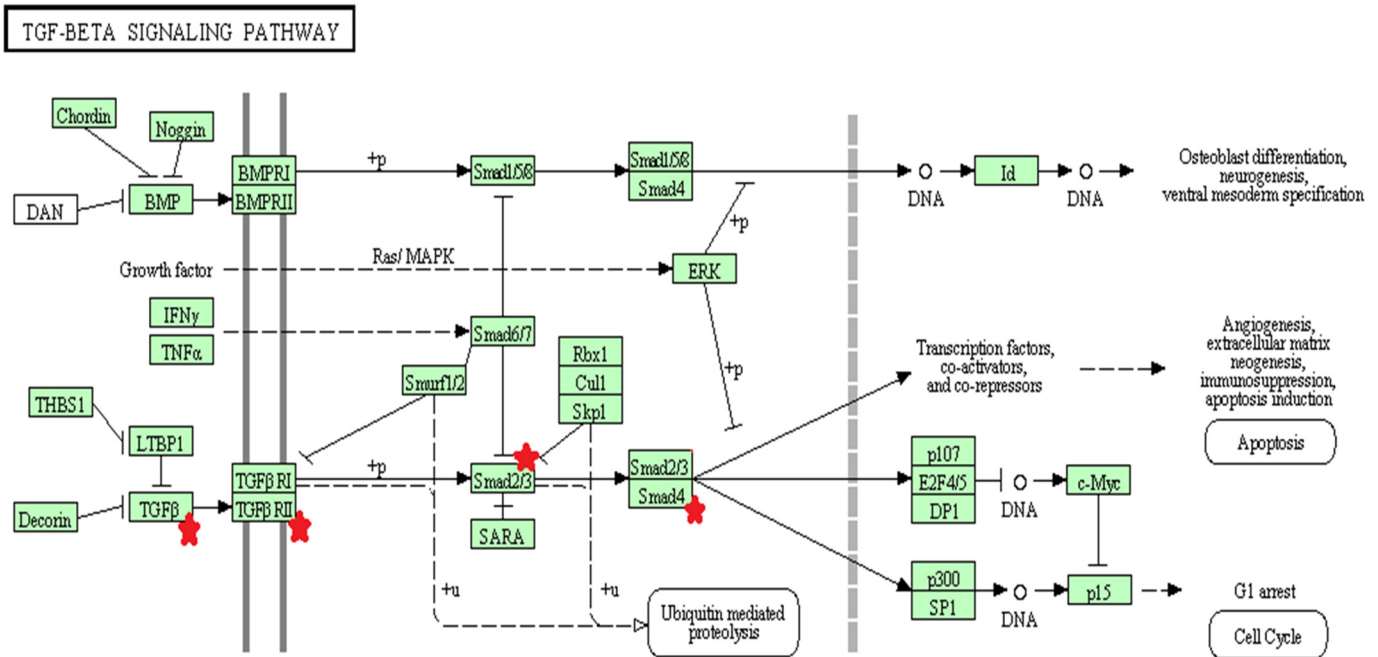 TGF-BETA SIGNALING PATHWAY
Chordin
Noggin
DAN
BMP
BMPRI
BMPRII
+p
Smad1/5/8
Smad1/5/8
Smad4
DNA
Id
DNA
Osteoblast differentiation,
neurogenesis,
ventral mesoderm specification
Growth factor
Ras/ MAPK
ERK
+p
+p
IFNγ
TNFα
Smad6/7
Smurf1/2
Rbx1
Cul1
Skp1
Transcription factors,
co-activators,
and co-repressors
Angiogenesis,
extracellular matrix
neogenesis,
immunosuppression,
apoptosis induction
Apoptosis
THBS1
LTBP1
Decorin
TGFβ
TGFβ RI
TGFβ RII
+p
Smad2/3
SARA
Smad2/3
Smad4
p107
E2F4/5
DP1
DNA
c-Myc
+u
+u
Ubiquitin mediated
proteolysis
p300
SP1
DNA
p15
G1 arrest
Cell Cycle